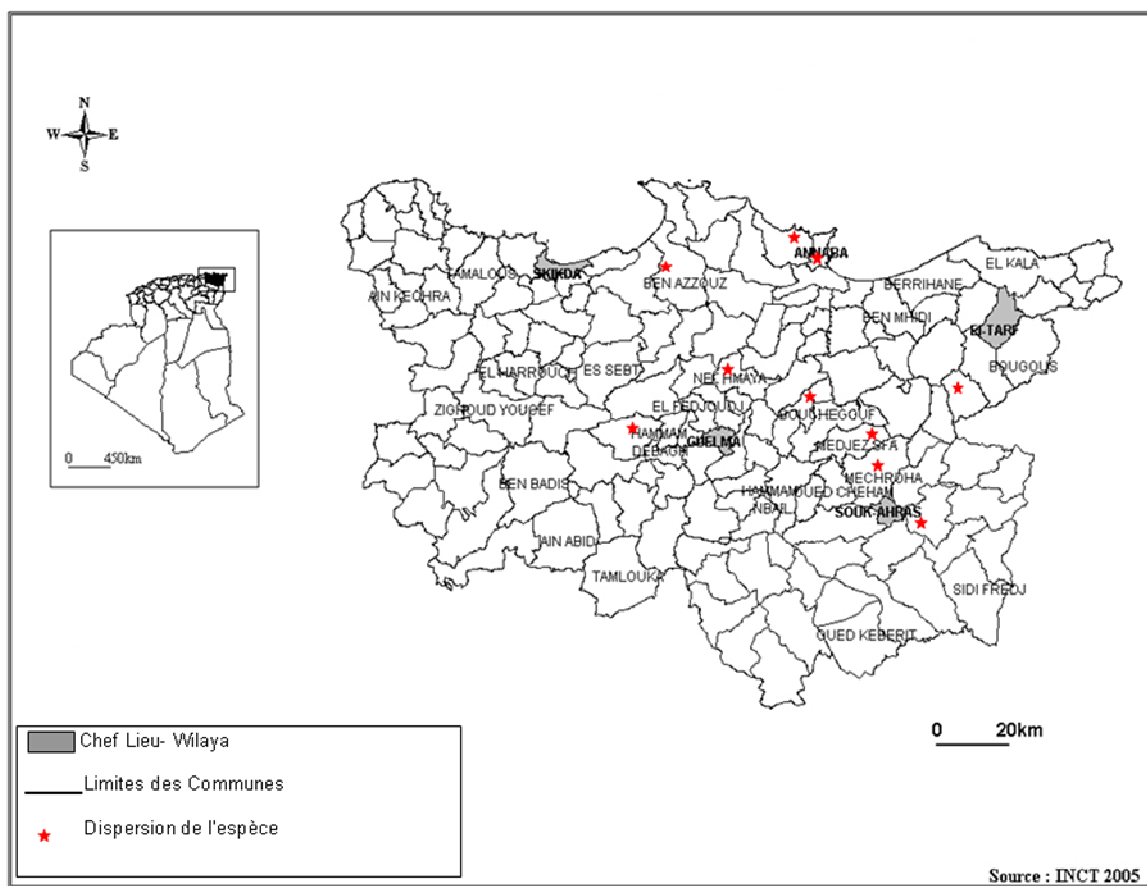 N
W E
S
0 450km
EL KALA
ANNABA
TAMALOUS
SKIKDA
BEN AZZOUZ
BERRIHANE
AIN KECHRA
BEN MHIDI
El-TARF
BOUGOUS
EL HARROUCH
ES SEBT
NECHMAYA
ZIGHOUD YOUCEF
EL FEDJOUDJ
BOUCHEGOUF
HAMMAM
DEBAGH
GUELMA
MEDJEZ SFA
MECHROHA
BEN BADIS
HAMMAM
NBAIL
OUED CHEHAM
SOUK-AHRAS
AIN ABID
TAMLOUKA
SIDI FREDJ
OUED KEBERIT
0 20km
Chef Lieu- Wilaya
Limites des Communes
Dispersion de l'espèce
Source : INCT 2005